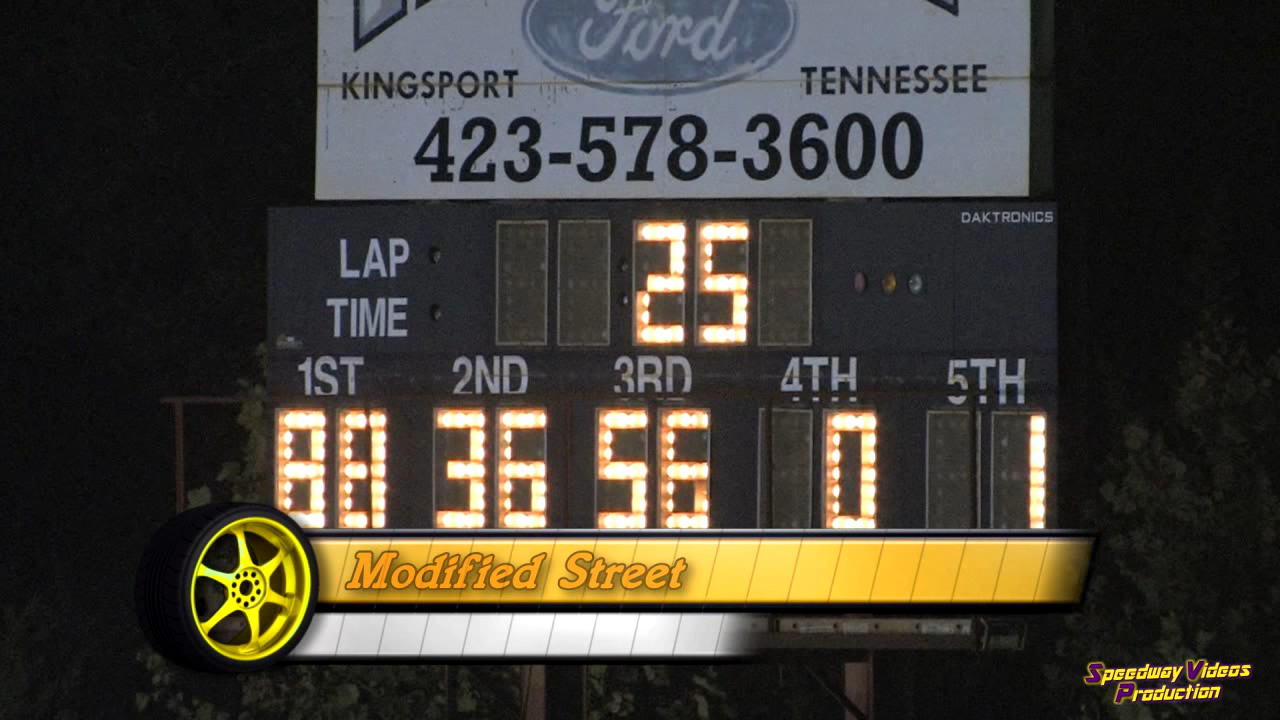 Ford
KINGSPORT TENNESSEE
423-578-3600
DAKTRONICS
LAP
TIME
25
1ST 2ND 3RD 4TH 5TH
88 36 56 0 1
Modified Street
Speedway Videos
Production